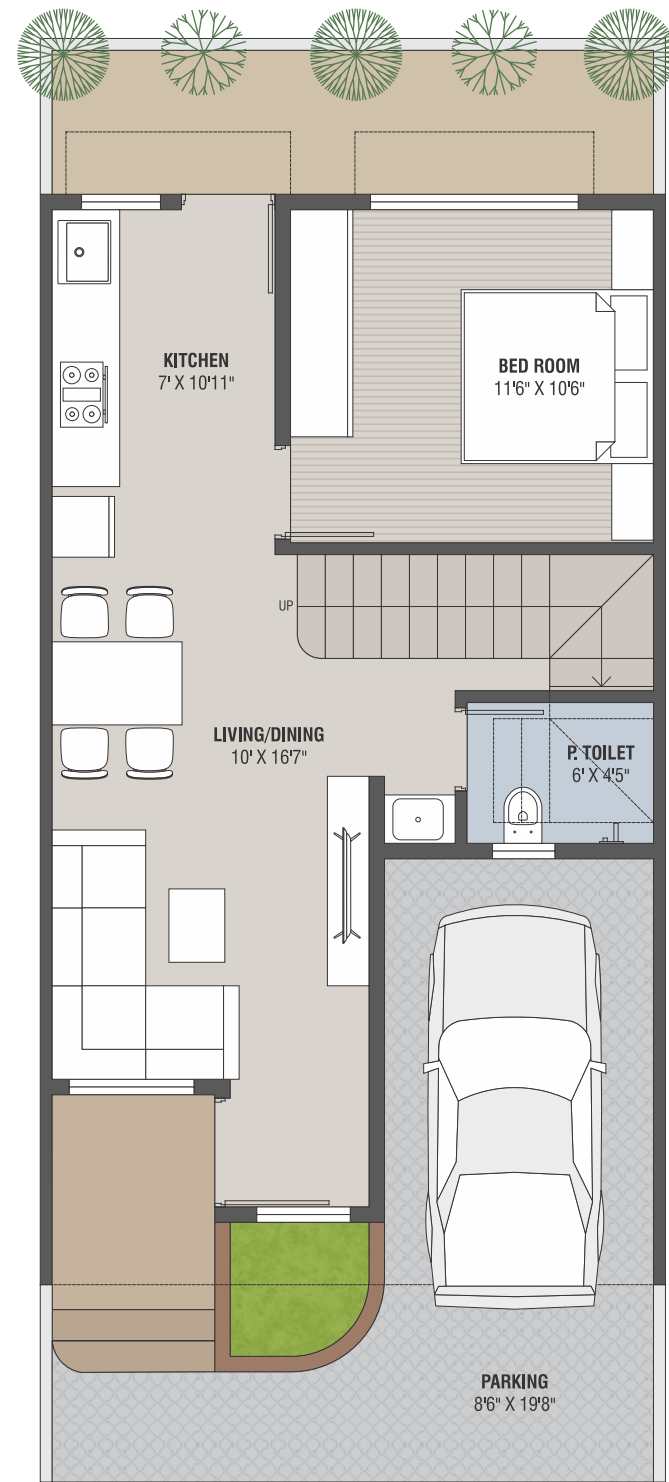 KITCHEN
7' X 10'11"
BED ROOM
11'6" X 10'6"
UP
LIVING/DINING
10' X 16'7"
P. TOILET
6' X 4'5"
PARKING
8'6" X 19'8"